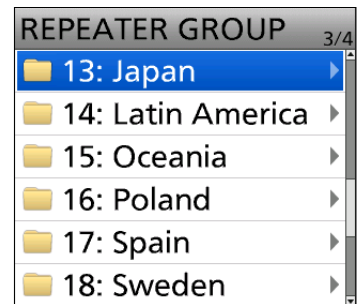 REPEATER GROUP 3/4
13: Japan
14: Latin America
15: Oceania
16: Poland
17: Spain
18: Sweden